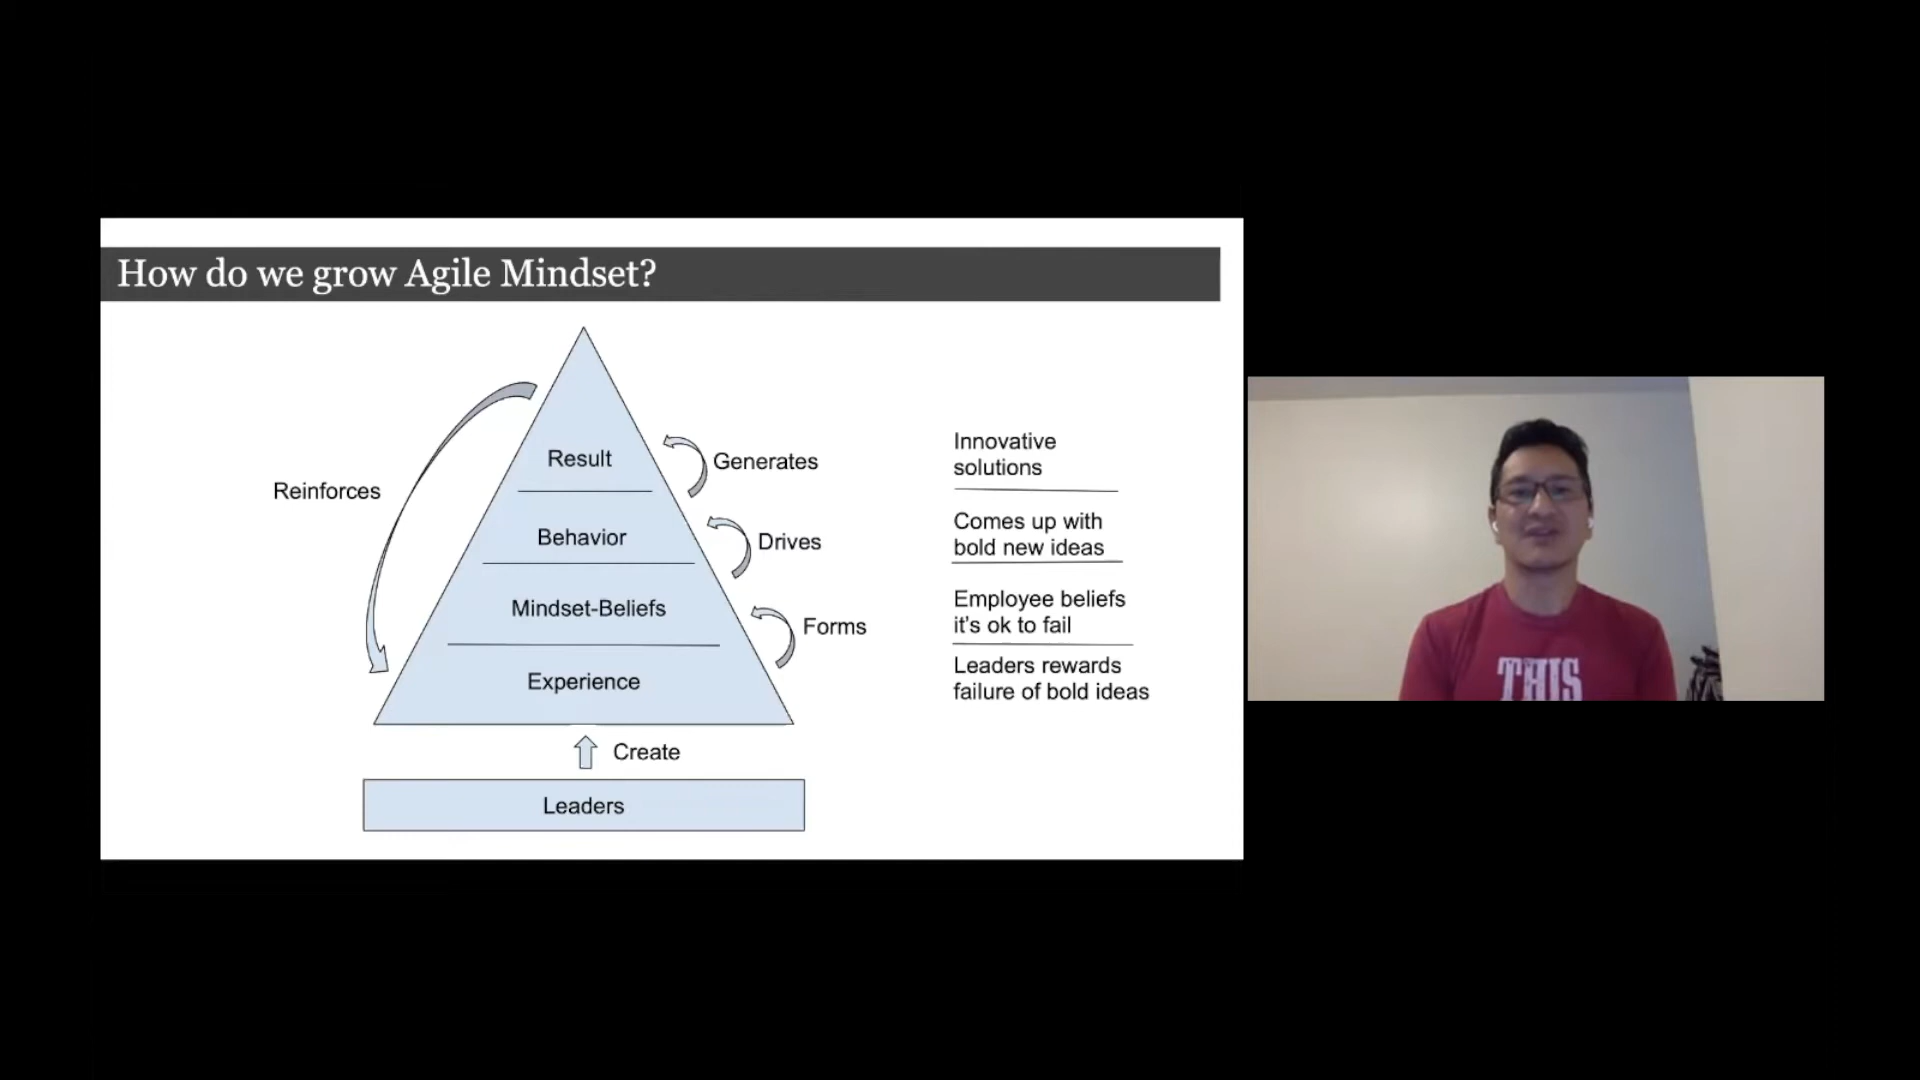 How do we grow Agile Mindset?
Reinforces
Result
Generates
Behavior
Drives
Mindset-Beliefs
Forms
Experience
Create
Leaders
Innovative
solutions
Comes up with
bold new ideas
Employee beliefs
it's ok to fail
Leaders rewards
failure of bold ideas
THIS